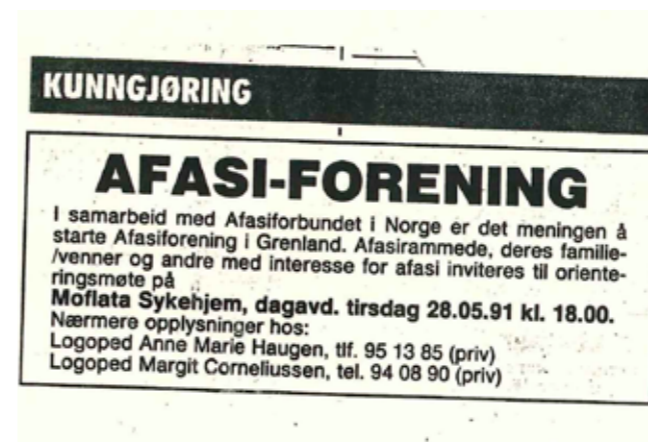 KUNNGJØRING
AFASI-FORENING
I samarbeid med Afasiforbundet i Norge er det meningen å
starte Afasiforening i Grenland. Afasirammede, deres familie-
/venner og andre med interesse for afasi inviteres til oriente-
ringsmøte på
Moflata Sykehjem, dagavd. tirsdag 28.05.91 kl. 18.00.
Nærmere opplysninger hos:
Logoped Anne Marie Haugen, tlf. 95 13 85 (priv)
Logoped Margit Corneliussen, tel. 94 08 90 (priv)